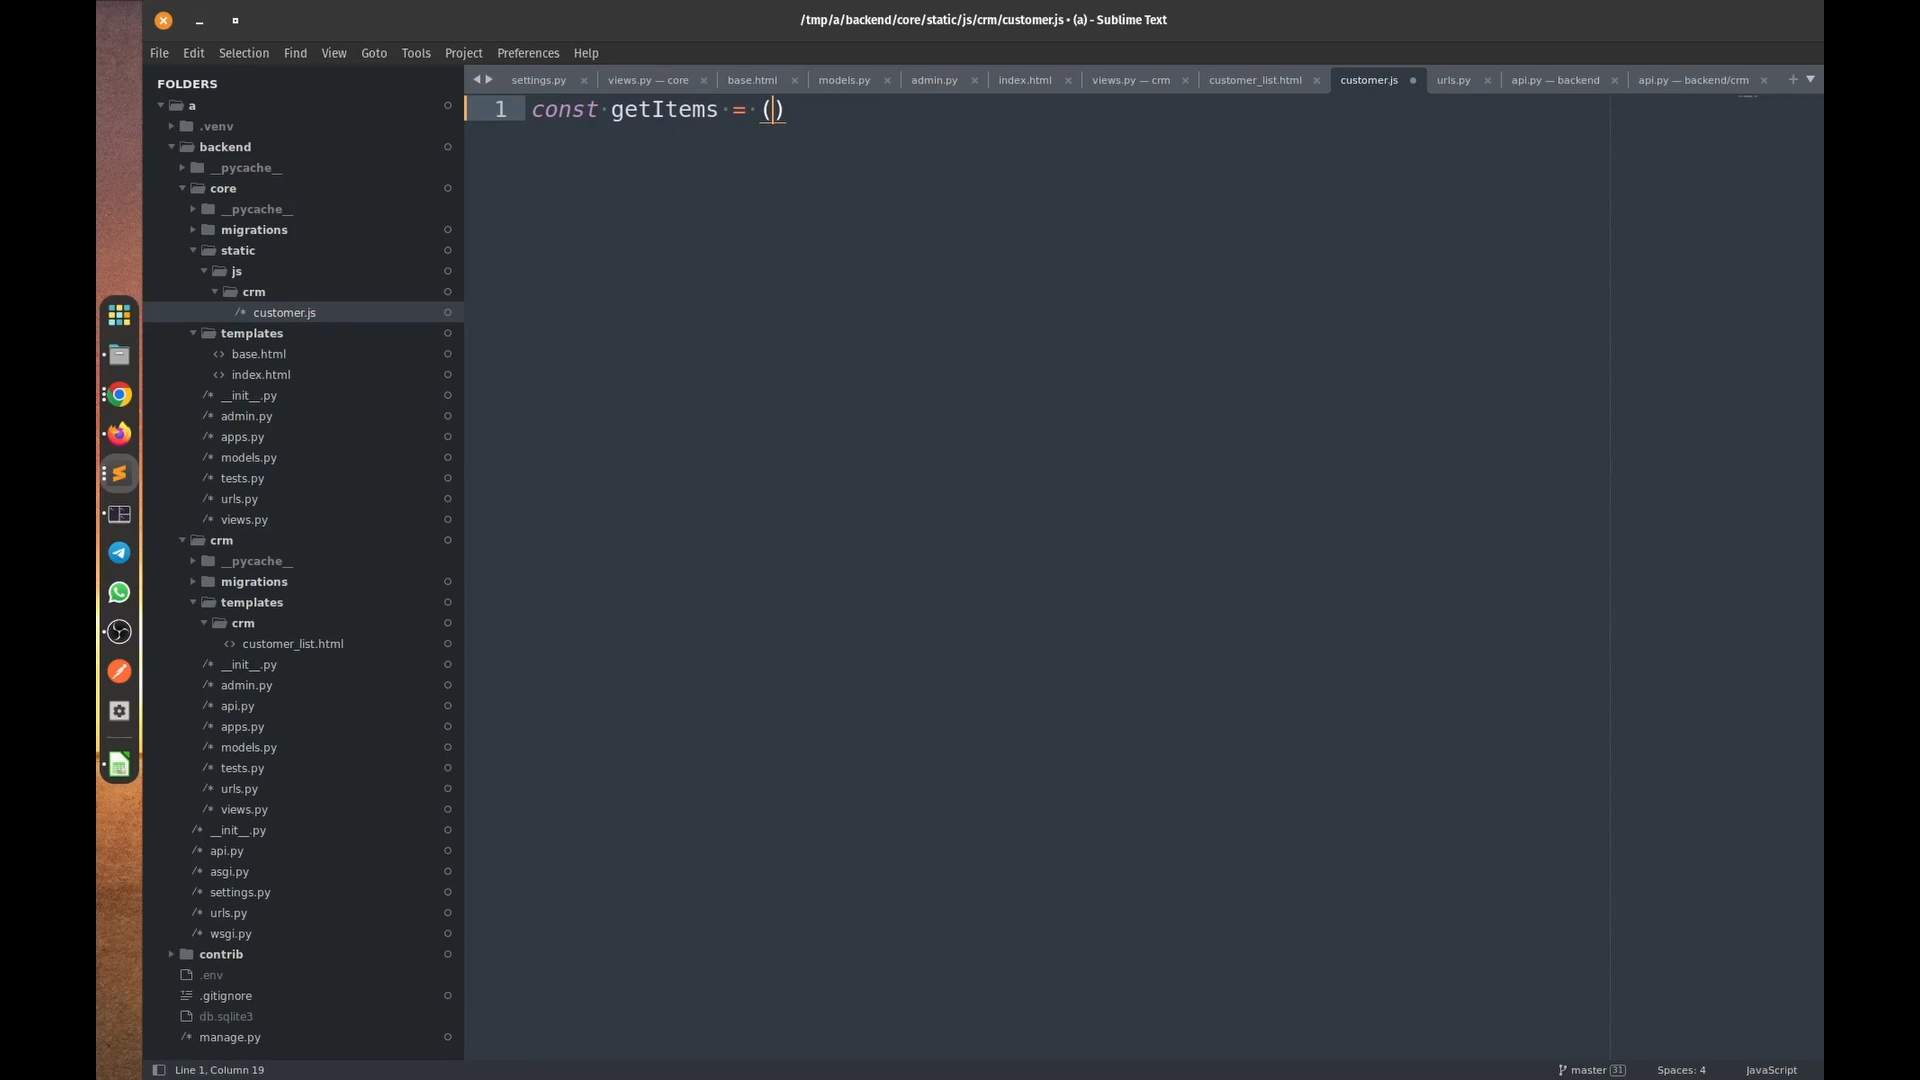 /tmp/a/backend/core/static/js/crm/customer.js • (a) - Sublime Text
File Edit Selection Find View Goto Tools Project Preferences Help
FOLDERS
settings.py × views.py — core × base.html × models.py × admin.py × index.html × views.py — crm × customer_list.html × customer.js • urls.py × api.py — backend × api.py — backend/crm ×
1 const getItems = ()
a
.venv
backend
__pycache__
core
__pycache__
migrations
static
js
crm
/* customer.js
templates
<> base.html
<> index.html
/* __init__.py
/* admin.py
/* apps.py
/* models.py
/* tests.py
/* urls.py
/* views.py
crm
__pycache__
migrations
templates
crm
<> customer_list.html
/* __init__.py
/* admin.py
/* api.py
/* apps.py
/* models.py
/* tests.py
/* urls.py
/* views.py
/* __init__.py
/* api.py
/* asgi.py
/* settings.py
/* urls.py
/* wsgi.py
contrib
.env
.gitignore
db.sqlite3
/* manage.py
Line 1, Column 19 master 31 Spaces: 4 JavaScript